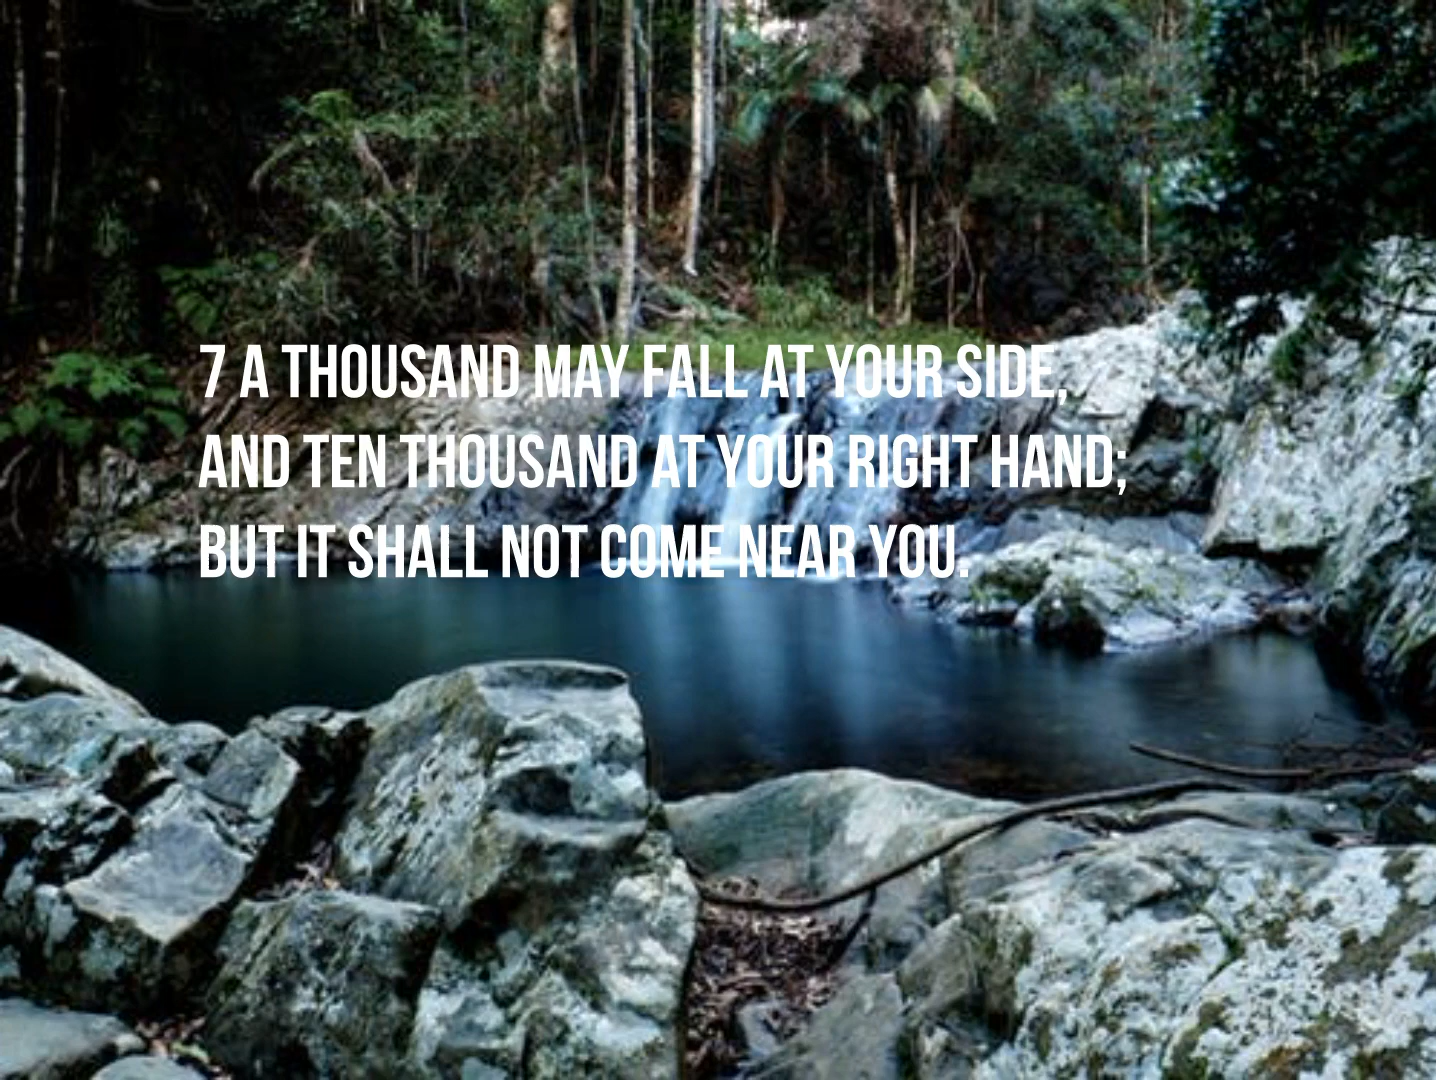 7 A THOUSAND MAY FALL AT YOUR SIDE,
AND TEN THOUSAND AT YOUR RIGHT HAND;
BUT IT SHALL NOT COME NEAR YOU.